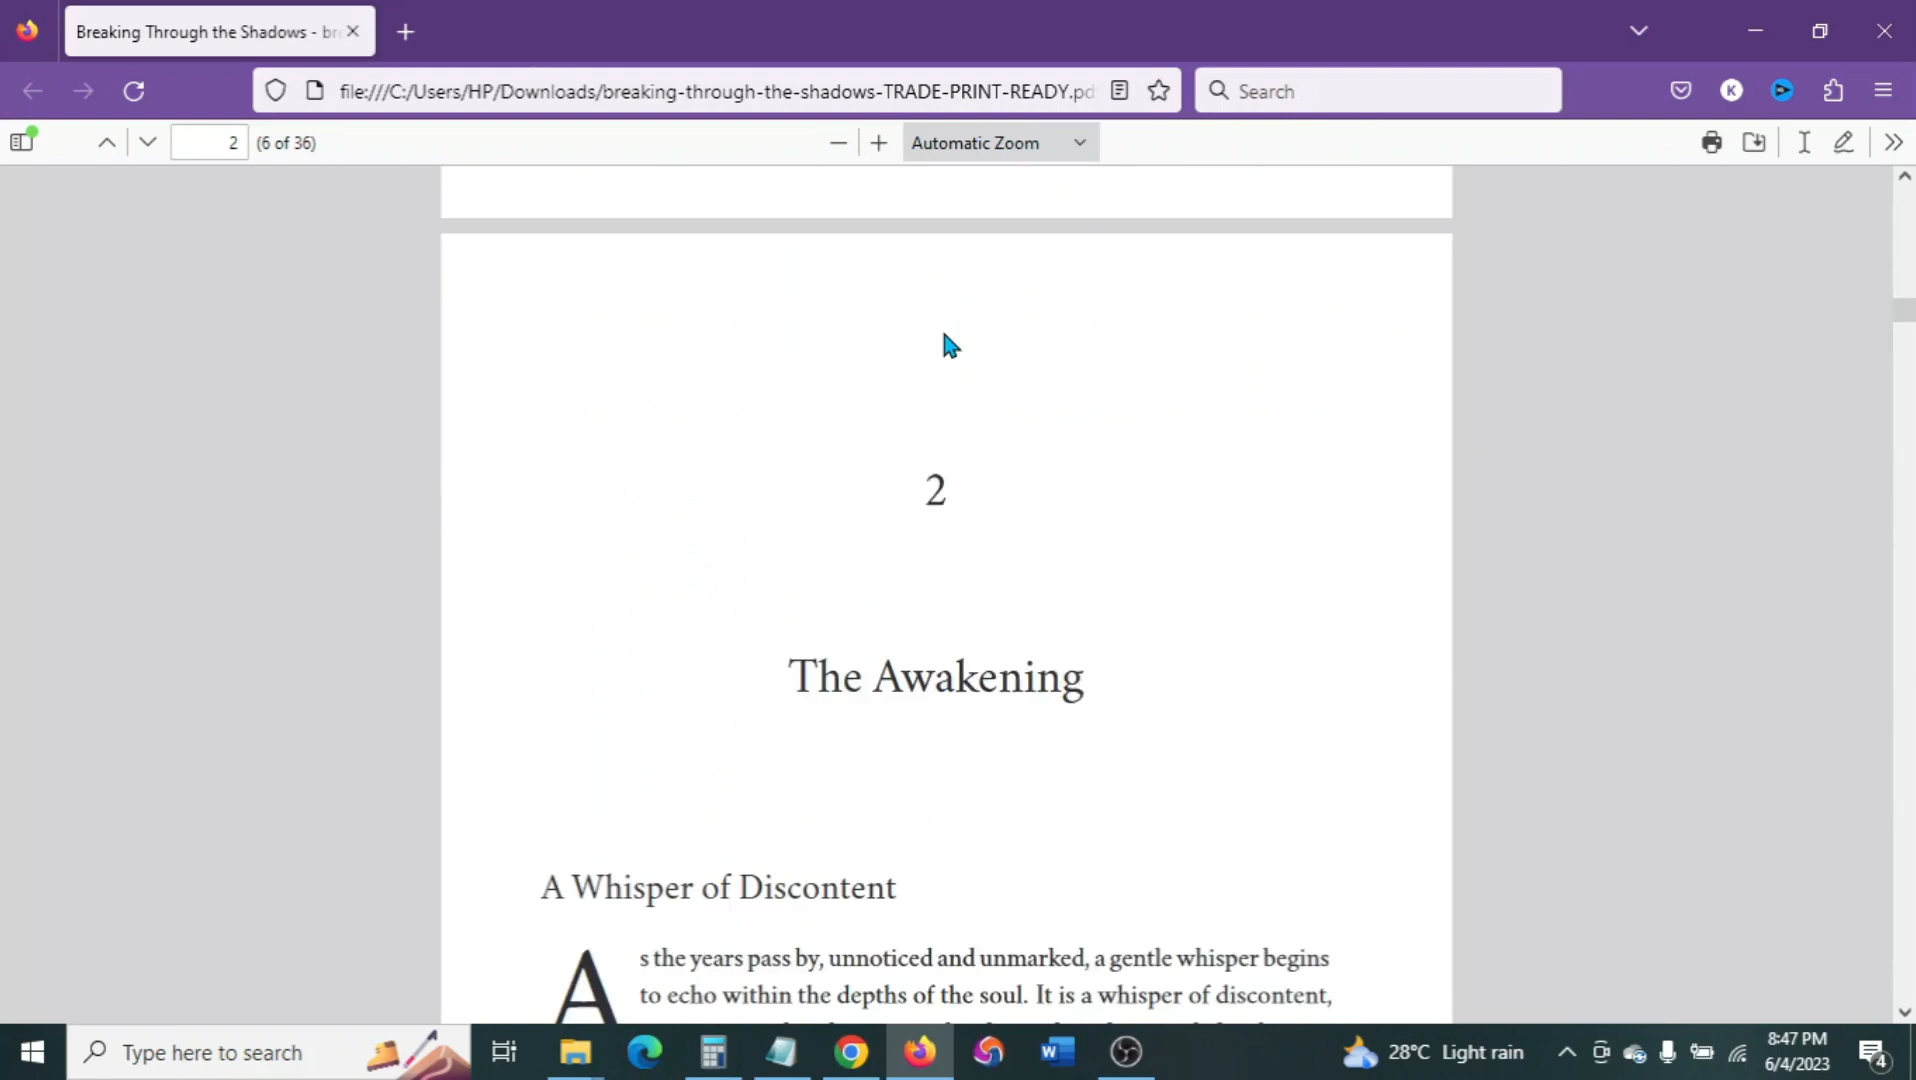 Breaking Through the Shadows - br
file:///C:/Users/HP/Downloads/breaking-through-the-shadows-TRADE-PRINT-READY.pd
Search
K
2
(6 of 36)
Automatic Zoom
2
The Awakening
A Whisper of Discontent
As the years pass by, unnoticed and unmarked, a gentle whisper begins
to echo within the depths of the soul. It is a whisper of discontent,
Type here to search
W
28°C Light rain
8:47 PM
6/4/2023
4